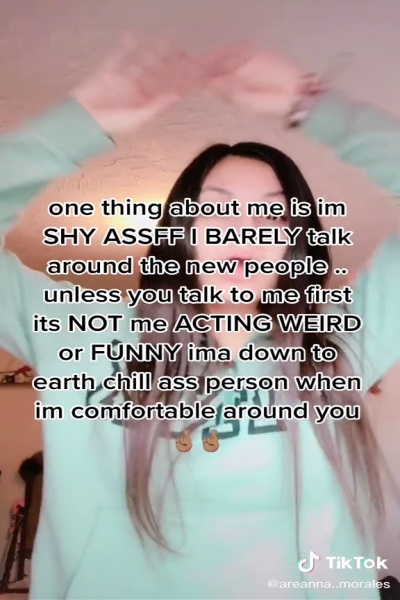 one thing about me is im
SHY ASSFF I BARELY talk
around the new people ..
unless you talk to me first
its NOT me ACTING WEIRD
or FUNNY ima down to
earth chill ass person when
im comfortable around you
🤞🏽🤞🏽
TikTok
@areanna..morales